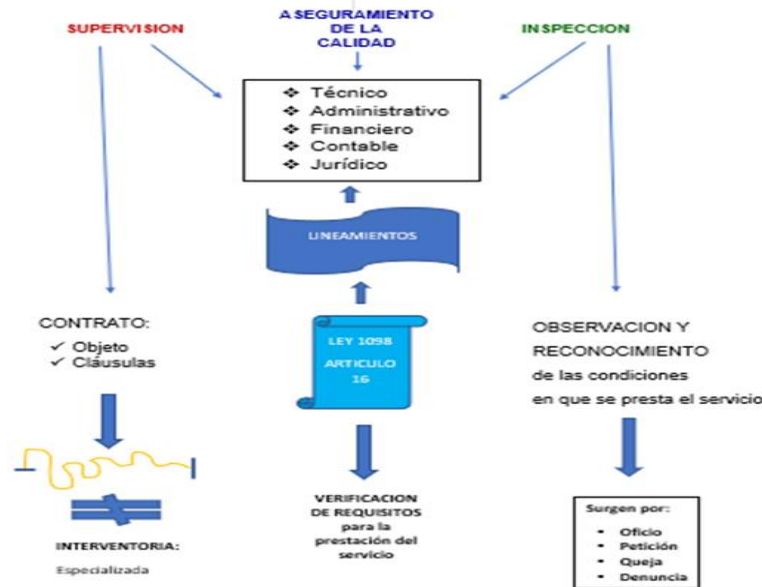 SUPERVISION
ASEGURAMIENTO
DE LA
CALIDAD
INSPECCION
❖ Técnico
❖ Administrativo
❖ Financiero
❖ Contable
❖ Jurídico
LINEAMIENTOS
CONTRATO:
✓ Objeto
✓ Cláusulas
LEY 1098
ARTICULO
16
OBSERVACION Y
RECONOCIMIENTO
de las condiciones
en que se presta el servicio
INTERVENTORIA:
Especializada
VERIFICACION
DE REQUISITOS
para la
prestación del
servicio
Surgen por:
• Oficio
• Petición
• Queja
• Denuncia